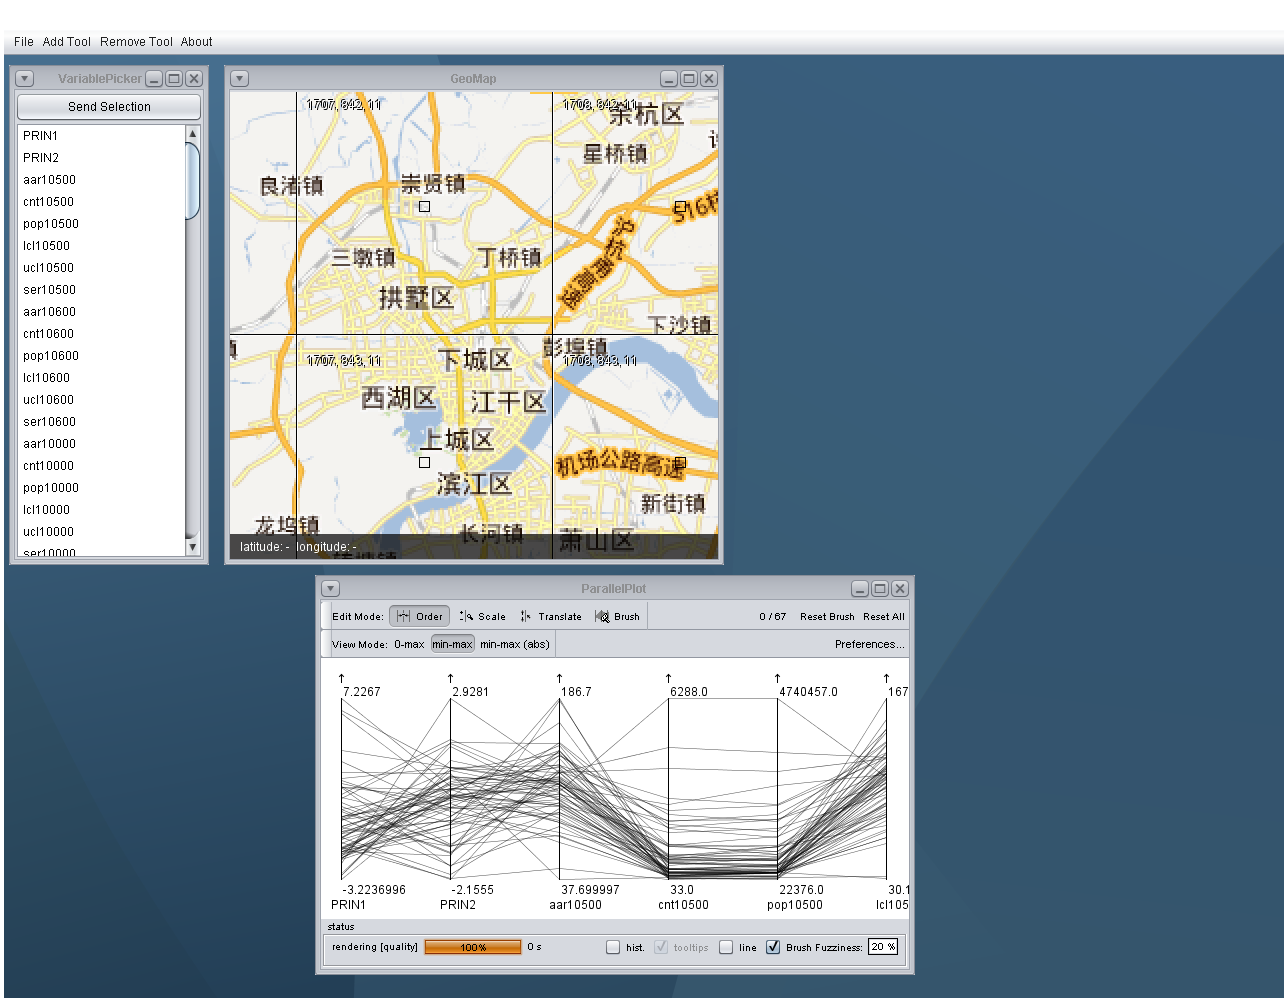 File Add Tool Remove Tool About
VariablePicker
Send Selection
PRIN1
PRIN2
aar10500
cnt10500
pop10500
lcl10500
ucl10500
ser10500
aar10600
cnt10600
pop10600
lcl10600
ucl10600
ser10600
aar10000
cnt10000
pop10000
lcl10000
ucl10000
ser10000
GeoMap
1707, 842, 11
1708, 842, 11
余杭区
星桥镇
良渚镇
崇贤镇
三墩镇
丁桥镇
沪杭甬高速
拱墅区
下沙镇
彭埠镇
1707, 843, 11
1708, 843, 11
下城区
西湖区
江干区
上城区
机场公路高速
滨江区
新街镇
龙坞镇
长河镇
萧山区
latitude: - longitude: -
ParallelPlot
Edit Mode: Order Scale Translate Brush 0 / 67 Reset Brush Reset All
View Mode: 0-max min-max min-max (abs) Preferences...
7.2267 2.9281 186.7 6288.0 4740457.0 167
-3.2236996 -2.1555 37.699997 33.0 22376.0 30.1
PRIN1 PRIN2 aar10500 cnt10500 pop10500 lcl105
status
rendering [quality] 100% 0 s hist. tooltips line Brush Fuzziness: 20 %